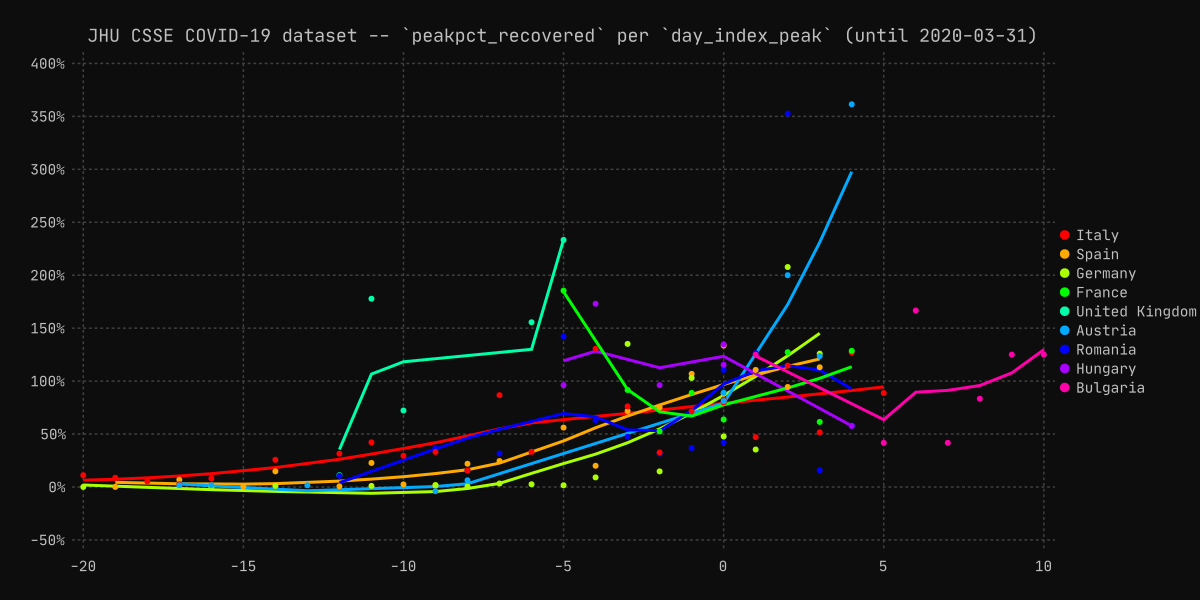 JHU CSSE COVID-19 dataset -- `peakpct_recovered` per `day_index_peak` (until 2020-03-31)
400%
350%
300%
250%
200%
150%
100%
50%
0%
-50%
-20
-15
-10
-5
0
5
10
Italy
Spain
Germany
France
United Kingdom
Austria
Romania
Hungary
Bulgaria